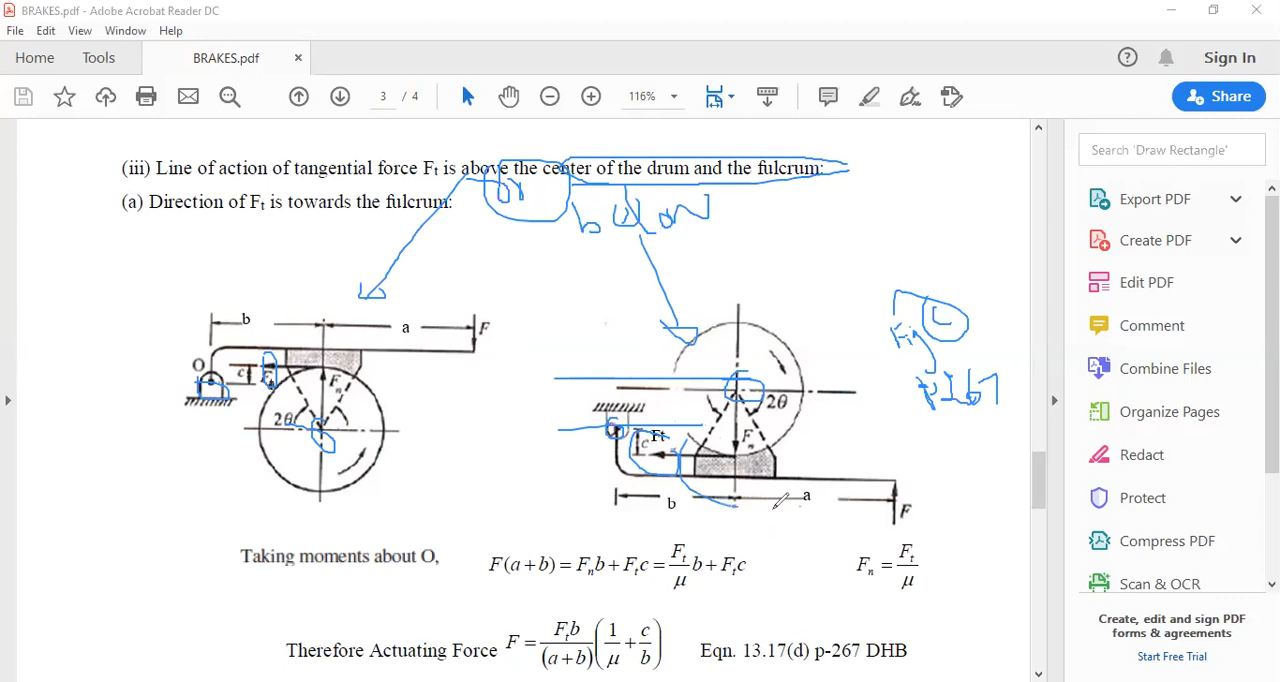 BRAKES.pdf - Adobe Acrobat Reader DC
File Edit View Window Help
Home Tools BRAKES.pdf × Sign In
3 / 4 116% Share
(iii) Line of action of tangential force Ft is above the center of the drum and the fulcrum:
or
(a) Direction of Ft is towards the fulcrum:
below
b a F
O c Fn
2θ
2θ
Ft c Fn
b a F
Taking moments about O, F(a+b) = Fₙb + Fₜc = Fₜ/μ b + Fₜc Fₙ = Fₜ/μ
Therefore Actuating Force F = Fₜb/(a+b) (1/μ + c/b) Eqn. 13.17(d) p-267 DHB
Search 'Draw Rectangle'
Export PDF
Create PDF
Edit PDF
Comment
Combine Files
Organize Pages
Redact
Protect
Compress PDF
Scan & OCR
Convert, edit and sign PDF
forms & agreements
Start Free Trial